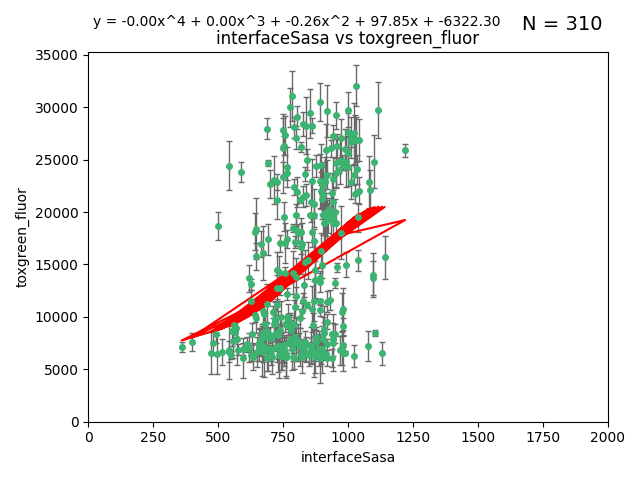 y = -0.00x^4 + 0.00x^3 + -0.26x^2 + 97.85x + -6322.30
N = 310
interfaceSasa vs toxgreen_fluor
35000
30000
25000
20000
15000
10000
5000
0
toxgreen_fluor
0 250 500 750 1000 1250 1500 1750 2000
interfaceSasa